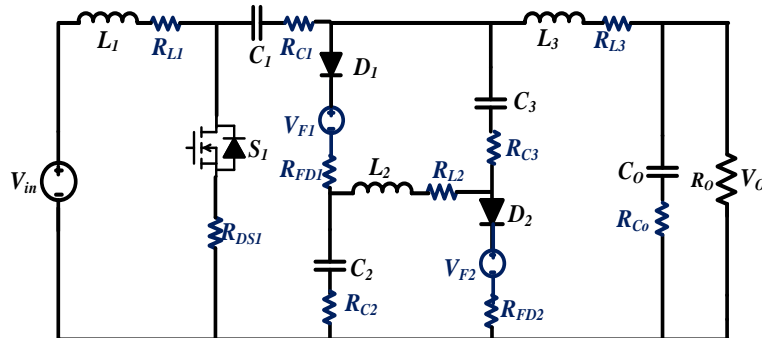 L1 RL1 C1 RC1 L3 RL3
D1 C3
VF1 S1 RC3
Vin RFD1 L2 RL2 CO RO VO
D2 RCo
RDS1 C2 VF2
RC2 RFD2